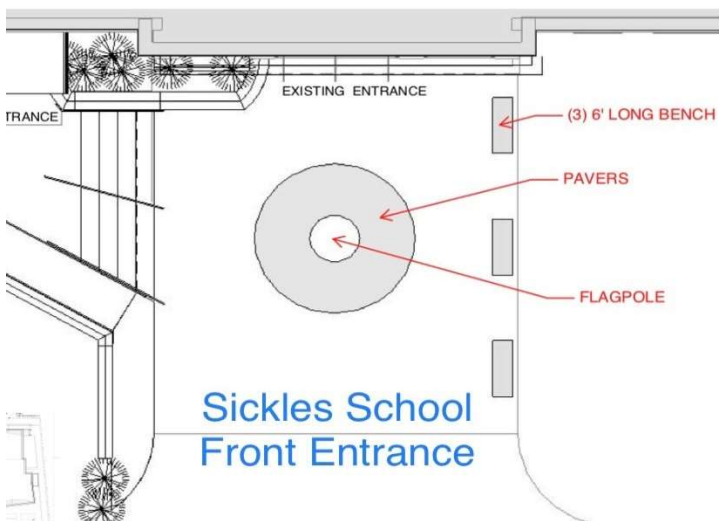 EXISTING ENTRANCE
TRANCE
(3) 6' LONG BENCH
PAVERS
FLAGPOLE
Sickles School
Front Entrance